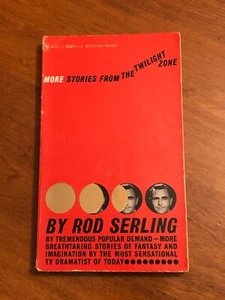 MORE STORIES FROM THE TWILIGHT ZONE
BY ROD SERLING
BY TREMENDOUS POPULAR DEMAND—MORE
BREATHTAKING STORIES OF FANTASY AND
IMAGINATION BY THE MOST SENSATIONAL
TV DRAMATIST OF TODAY